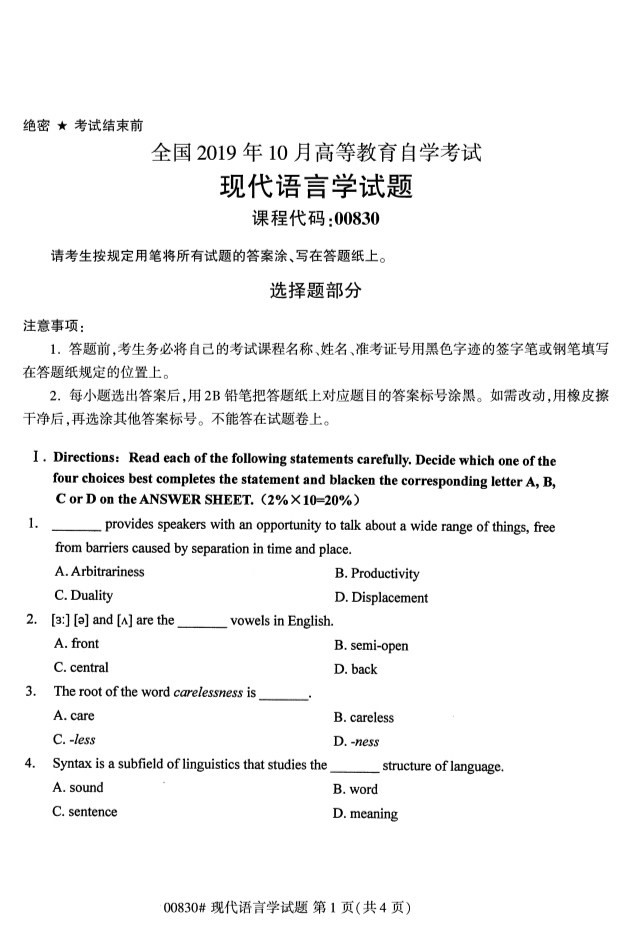 绝密 ★ 考试结束前
全国 2019 年 10 月高等教育自学考试
现代语言学试题
课程代码:00830
请考生按规定用笔将所有试题的答案涂、写在答题纸上。
选择题部分
注意事项:
1. 答题前,考生务必将自己的考试课程名称、姓名、准考证号用黑色字迹的签字笔或钢笔填写
在答题纸规定的位置上。
2. 每小题选出答案后,用 2B 铅笔把答题纸上对应题目的答案标号涂黑。如需改动,用橡皮擦
干净后,再选涂其他答案标号。不能答在试题卷上。
Ⅰ. Directions: Read each of the following statements carefully. Decide which one of the
four choices best completes the statement and blacken the corresponding letter A, B,
C or D on the ANSWER SHEET.(2%×10=20%)
1. _______ provides speakers with an opportunity to talk about a wide range of things, free
from barriers caused by separation in time and place.
A. Arbitrariness B. Productivity
C. Duality D. Displacement
2. [ɜː] [ə] and [ʌ] are the _______ vowels in English.
A. front B. semi-open
C. central D. back
3. The root of the word carelessness is _______.
A. care B. careless
C. -less D. -ness
4. Syntax is a subfield of linguistics that studies the _______ structure of language.
A. sound B. word
C. sentence D. meaning
00830# 现代语言学试题 第 1 页(共 4 页)